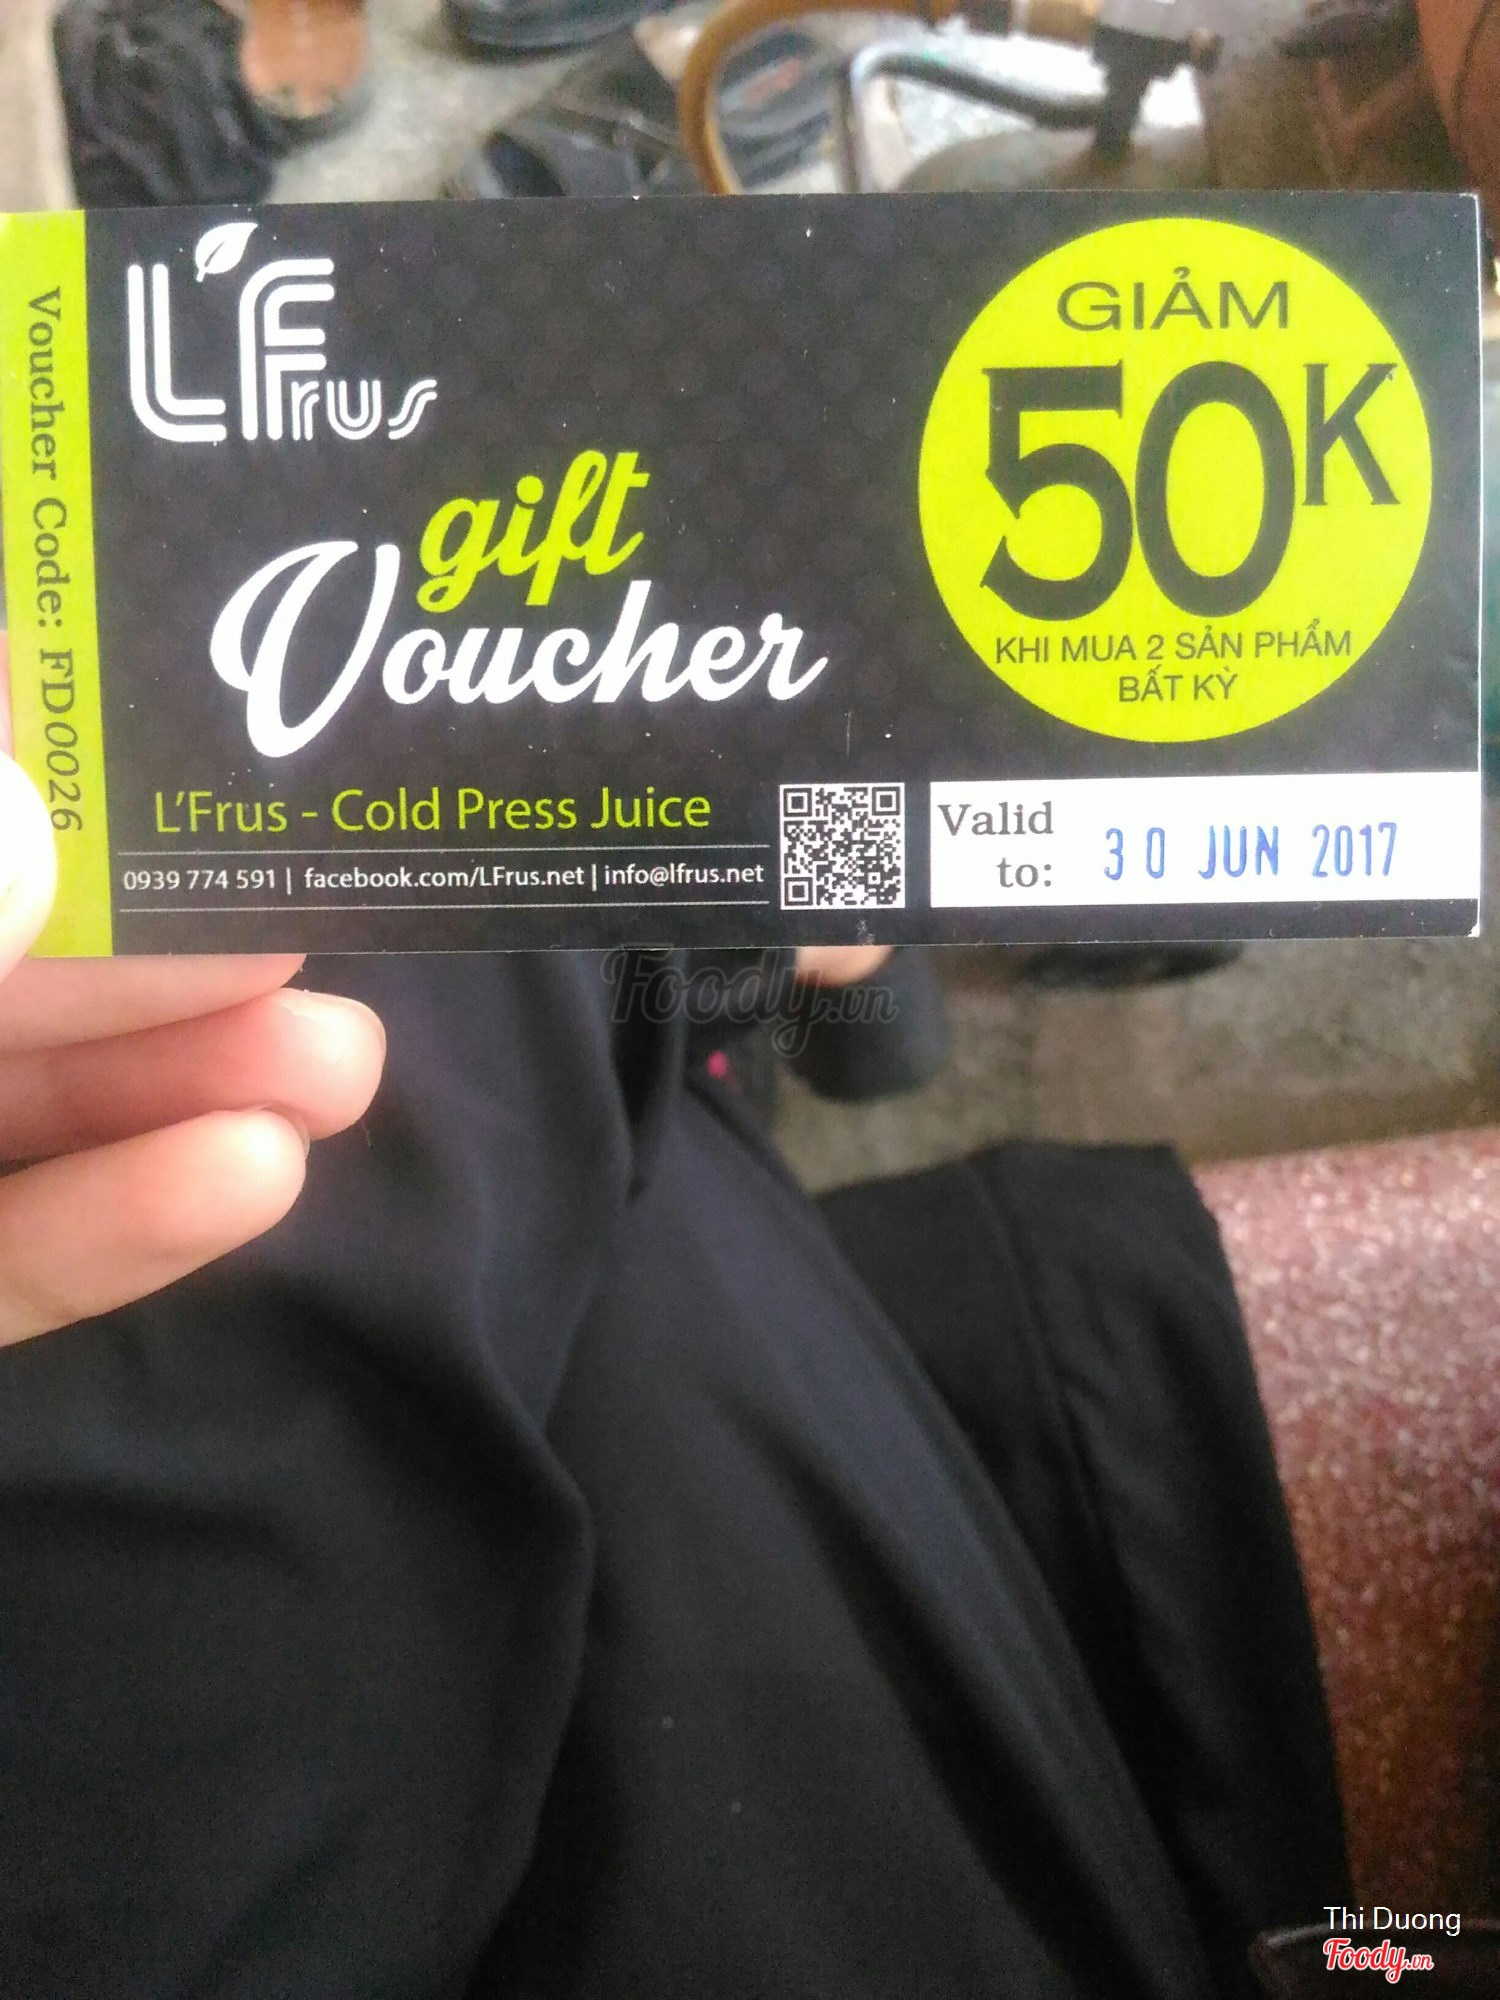 Voucher Code: FD0026
L'Frus
gift
Voucher
GIẢM
50K
KHI MUA 2 SẢN PHẨM
BẤT KỲ
L'Frus - Cold Press Juice
0939 774 591 | facebook.com/LFrus.net | info@lfrus.net
Valid
to: 30 JUN 2017
Foody.vn
Thi Duong
Foody.vn